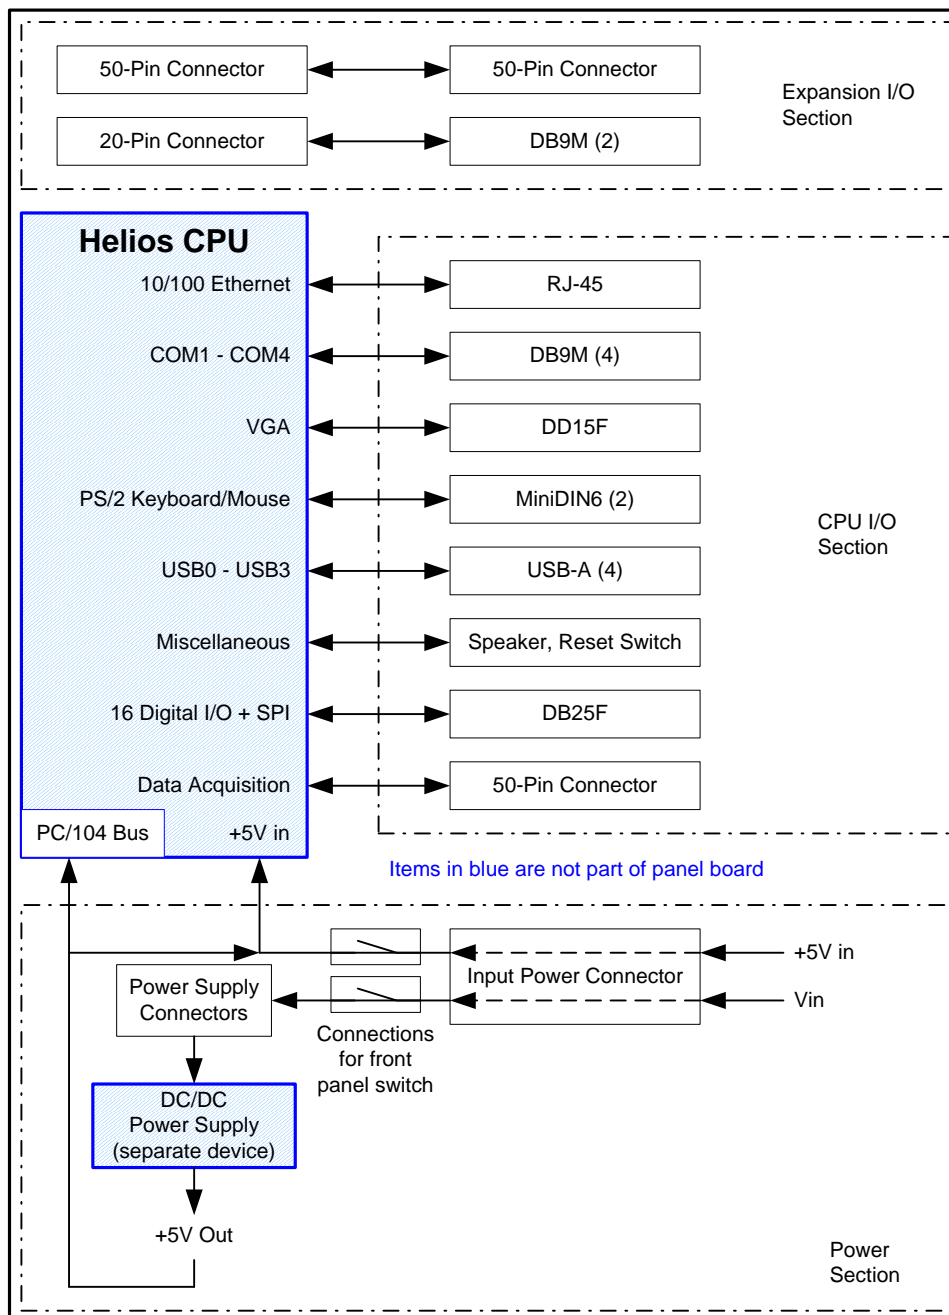 50-Pin Connector
50-Pin Connector
Expansion I/O
Section
20-Pin Connector
DB9M (2)
Helios CPU
10/100 Ethernet
RJ-45
COM1 - COM4
DB9M (4)
VGA
DD15F
PS/2 Keyboard/Mouse
MiniDIN6 (2)
CPU I/O
Section
USB0 - USB3
USB-A (4)
Miscellaneous
Speaker, Reset Switch
16 Digital I/O + SPI
DB25F
Data Acquisition
50-Pin Connector
PC/104 Bus
+5V in
Items in blue are not part of panel board
Input Power Connector
+5V in
Vin
Power Supply
Connectors
Connections
for front
panel switch
DC/DC
Power Supply
(separate device)
+5V Out
Power
Section